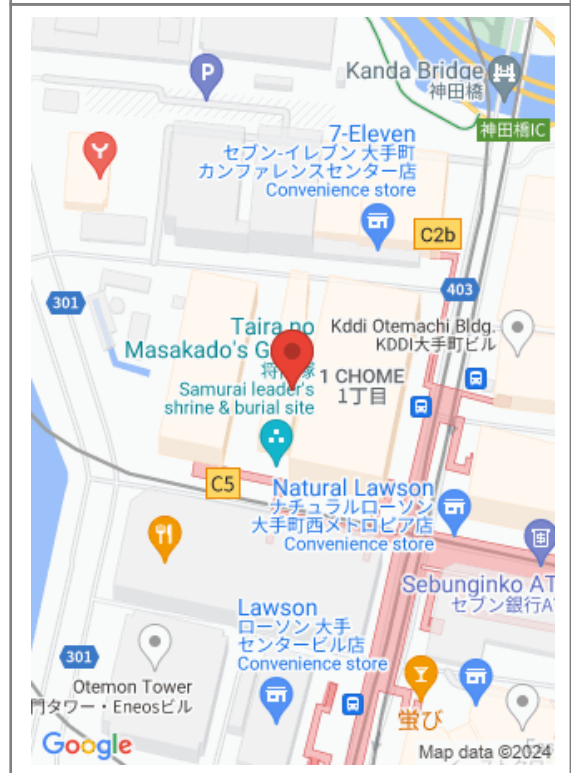 Kanda Bridge
神田橋
P
神田橋IC
7-Eleven
セブン-イレブン 大手町
カンファレンスセンター店
Convenience store
C2b
301
403
Taira no
Masakado's G
Samurai leader's
shrine & burial site
Kddi Otemachi Bldg.
KDDI大手町ビル
1 CHOME
1丁目
C5
Natural Lawson
ナチュラルローソン
大手町西メトロピア店
Convenience store
Sebunginko AT
セブン銀行A
Lawson
ローソン 大手
センタービル店
Convenience store
301
Otemon Tower
門タワー・Eneosビル
蛍び
Google
Map data ©2024